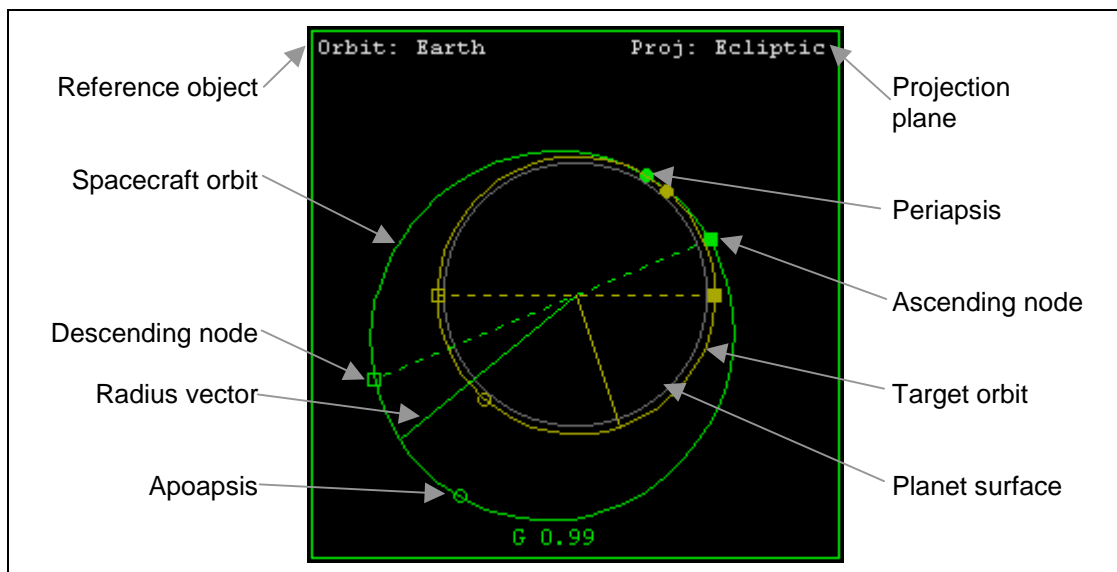 Orbit: Earth
Proj: Ecliptic
Reference object
Projection
plane
Spacecraft orbit
Periapsis
Ascending node
Descending node
Radius vector
Target orbit
Apoapsis
Planet surface
G 0.99